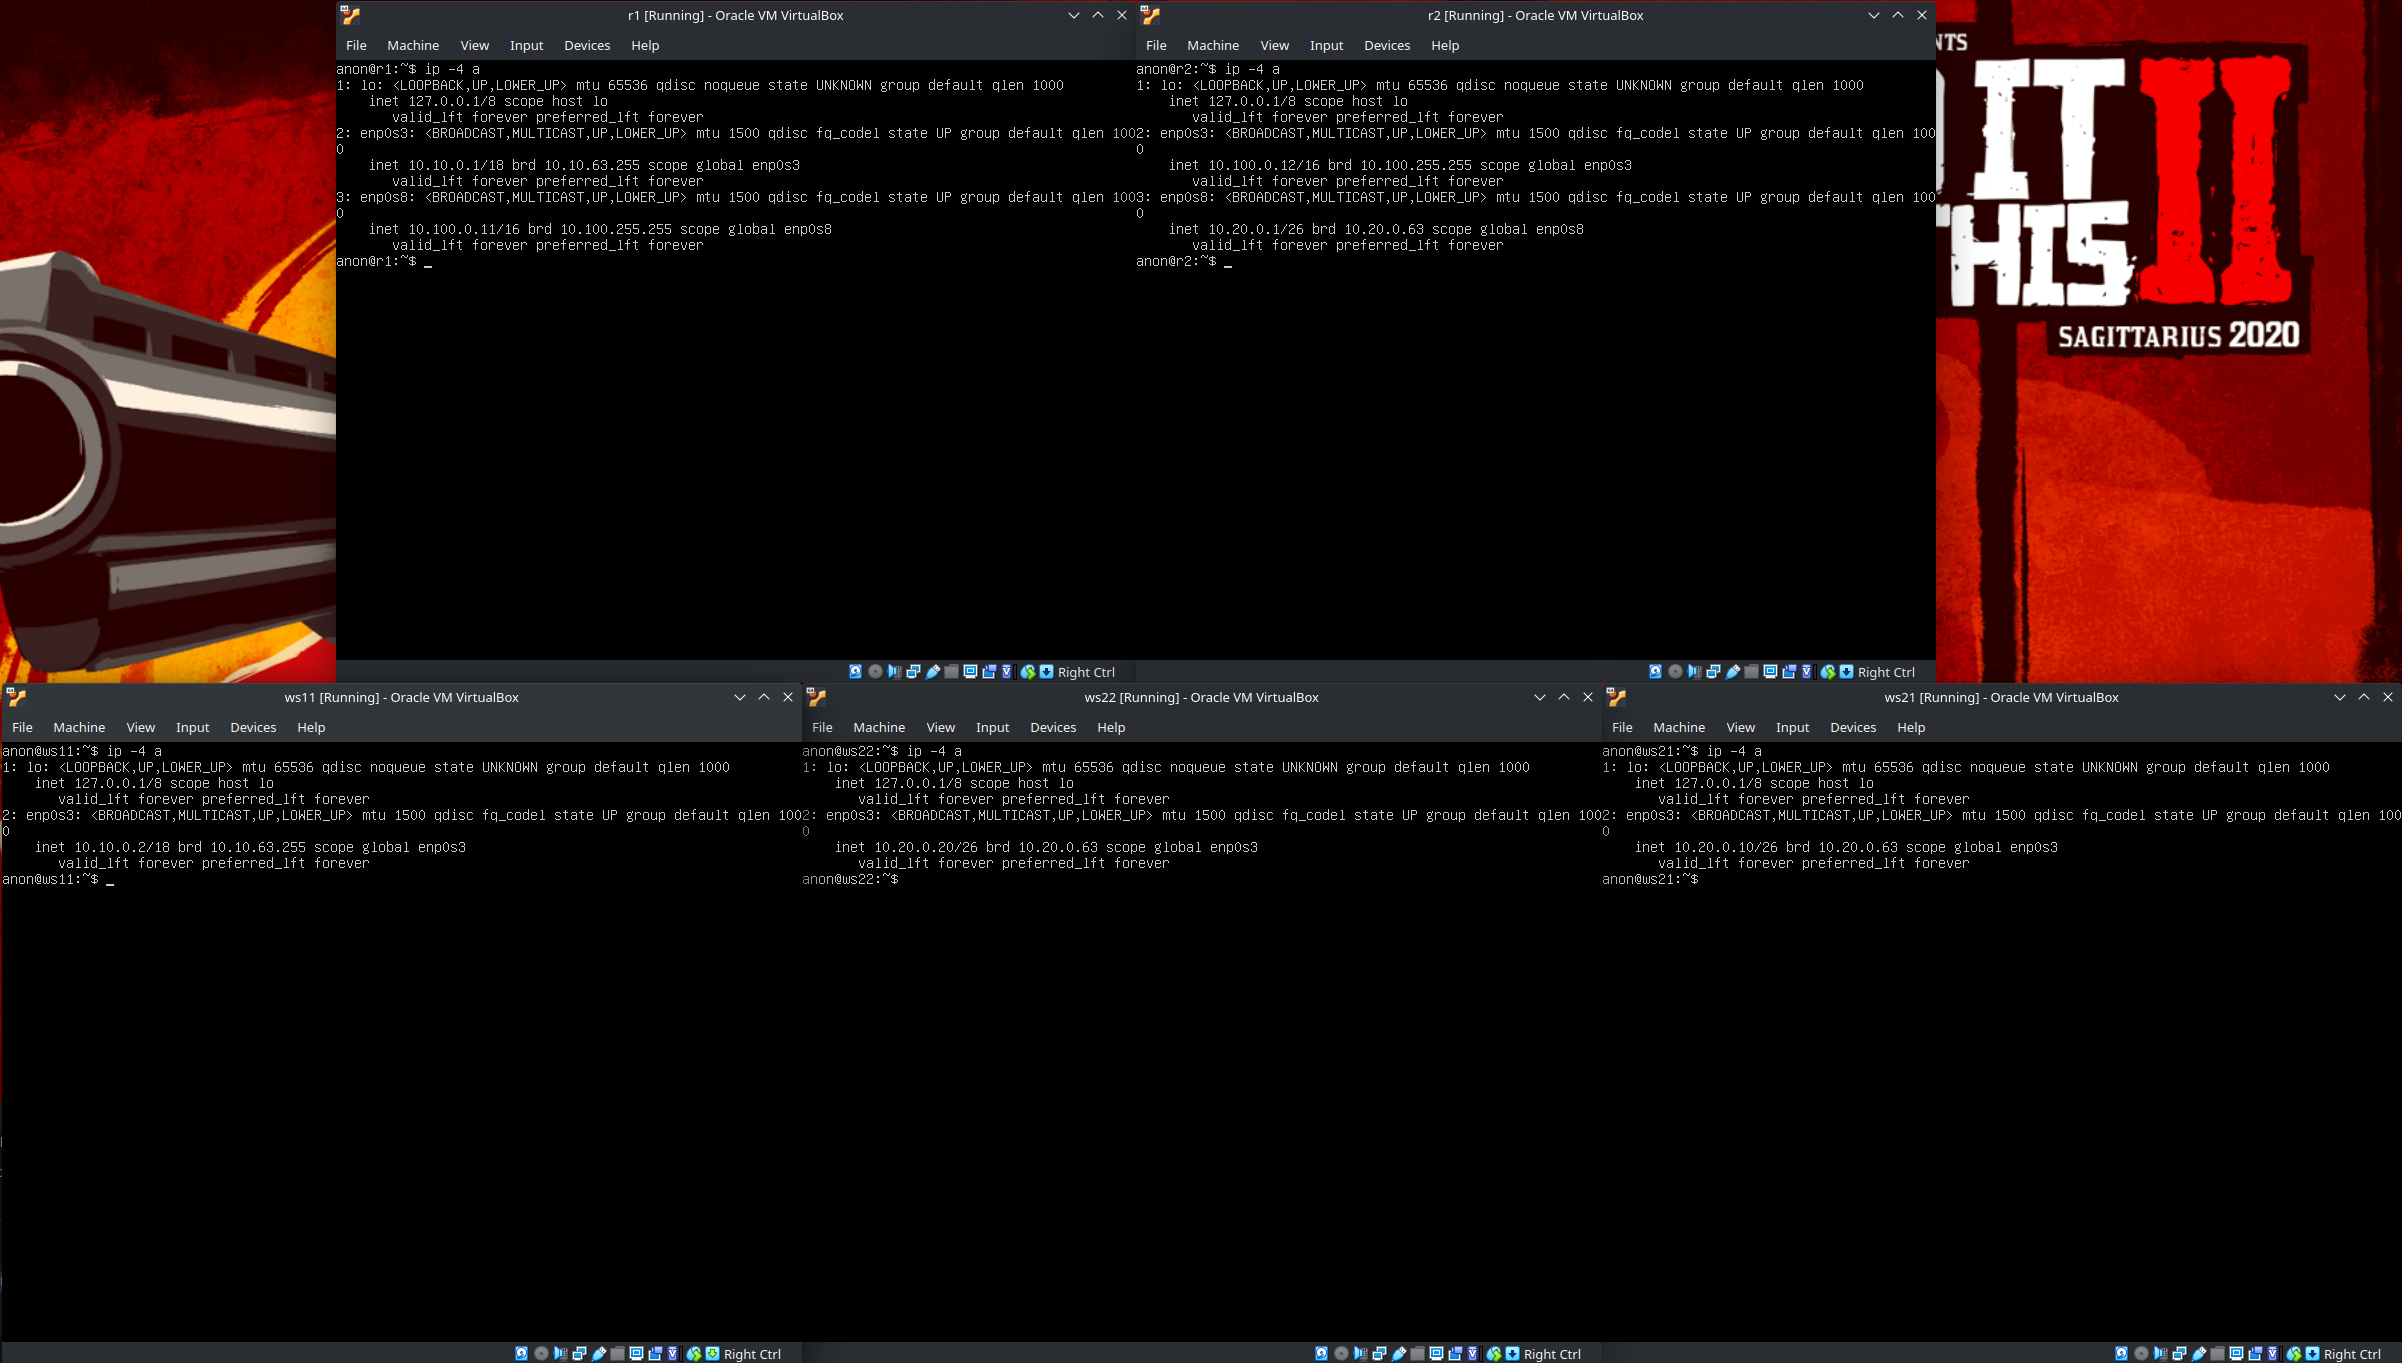 r1 [Running] - Oracle VM VirtualBox
File Machine View Input Devices Help
anon@r1:~$ ip -4 a
1: lo: <LOOPBACK,UP,LOWER_UP> mtu 65536 qdisc noqueue state UNKNOWN group default qlen 1000
    inet 127.0.0.1/8 scope host lo
       valid_lft forever preferred_lft forever
2: enp0s3: <BROADCAST,MULTICAST,UP,LOWER_UP> mtu 1500 qdisc fq_codel state UP group default qlen 100
0
    inet 10.10.0.1/18 brd 10.10.63.255 scope global enp0s3
       valid_lft forever preferred_lft forever
3: enp0s8: <BROADCAST,MULTICAST,UP,LOWER_UP> mtu 1500 qdisc fq_codel state UP group default qlen 100
0
    inet 10.100.0.11/16 brd 10.100.255.255 scope global enp0s8
       valid_lft forever preferred_lft forever
anon@r1:~$ _
Right Ctrl
r2 [Running] - Oracle VM VirtualBox
File Machine View Input Devices Help
anon@r2:~$ ip -4 a
1: lo: <LOOPBACK,UP,LOWER_UP> mtu 65536 qdisc noqueue state UNKNOWN group default qlen 1000
    inet 127.0.0.1/8 scope host lo
       valid_lft forever preferred_lft forever
2: enp0s3: <BROADCAST,MULTICAST,UP,LOWER_UP> mtu 1500 qdisc fq_codel state UP group default qlen 100
0
    inet 10.100.0.12/16 brd 10.100.255.255 scope global enp0s3
       valid_lft forever preferred_lft forever
3: enp0s8: <BROADCAST,MULTICAST,UP,LOWER_UP> mtu 1500 qdisc fq_codel state UP group default qlen 100
0
    inet 10.20.0.1/26 brd 10.20.0.63 scope global enp0s8
       valid_lft forever preferred_lft forever
anon@r2:~$ _
Right Ctrl
NTS
IT
HIS
II
SAGITTARIUS 2020
ws11 [Running] - Oracle VM VirtualBox
File Machine View Input Devices Help
anon@ws11:~$ ip -4 a
1: lo: <LOOPBACK,UP,LOWER_UP> mtu 65536 qdisc noqueue state UNKNOWN group default qlen 1000
    inet 127.0.0.1/8 scope host lo
       valid_lft forever preferred_lft forever
2: enp0s3: <BROADCAST,MULTICAST,UP,LOWER_UP> mtu 1500 qdisc fq_codel state UP group default qlen 100
0
    inet 10.10.0.2/18 brd 10.10.63.255 scope global enp0s3
       valid_lft forever preferred_lft forever
anon@ws11:~$ _
Right Ctrl
ws22 [Running] - Oracle VM VirtualBox
File Machine View Input Devices Help
anon@ws22:~$ ip -4 a
1: lo: <LOOPBACK,UP,LOWER_UP> mtu 65536 qdisc noqueue state UNKNOWN group default qlen 1000
    inet 127.0.0.1/8 scope host lo
       valid_lft forever preferred_lft forever
2: enp0s3: <BROADCAST,MULTICAST,UP,LOWER_UP> mtu 1500 qdisc fq_codel state UP group default qlen 100
0
    inet 10.20.0.20/26 brd 10.20.0.63 scope global enp0s3
       valid_lft forever preferred_lft forever
anon@ws22:~$
Right Ctrl
ws21 [Running] - Oracle VM VirtualBox
File Machine View Input Devices Help
anon@ws21:~$ ip -4 a
1: lo: <LOOPBACK,UP,LOWER_UP> mtu 65536 qdisc noqueue state UNKNOWN group default qlen 1000
    inet 127.0.0.1/8 scope host lo
       valid_lft forever preferred_lft forever
2: enp0s3: <BROADCAST,MULTICAST,UP,LOWER_UP> mtu 1500 qdisc fq_codel state UP group default qlen 100
0
    inet 10.20.0.10/26 brd 10.20.0.63 scope global enp0s3
       valid_lft forever preferred_lft forever
anon@ws21:~$
Right Ctrl